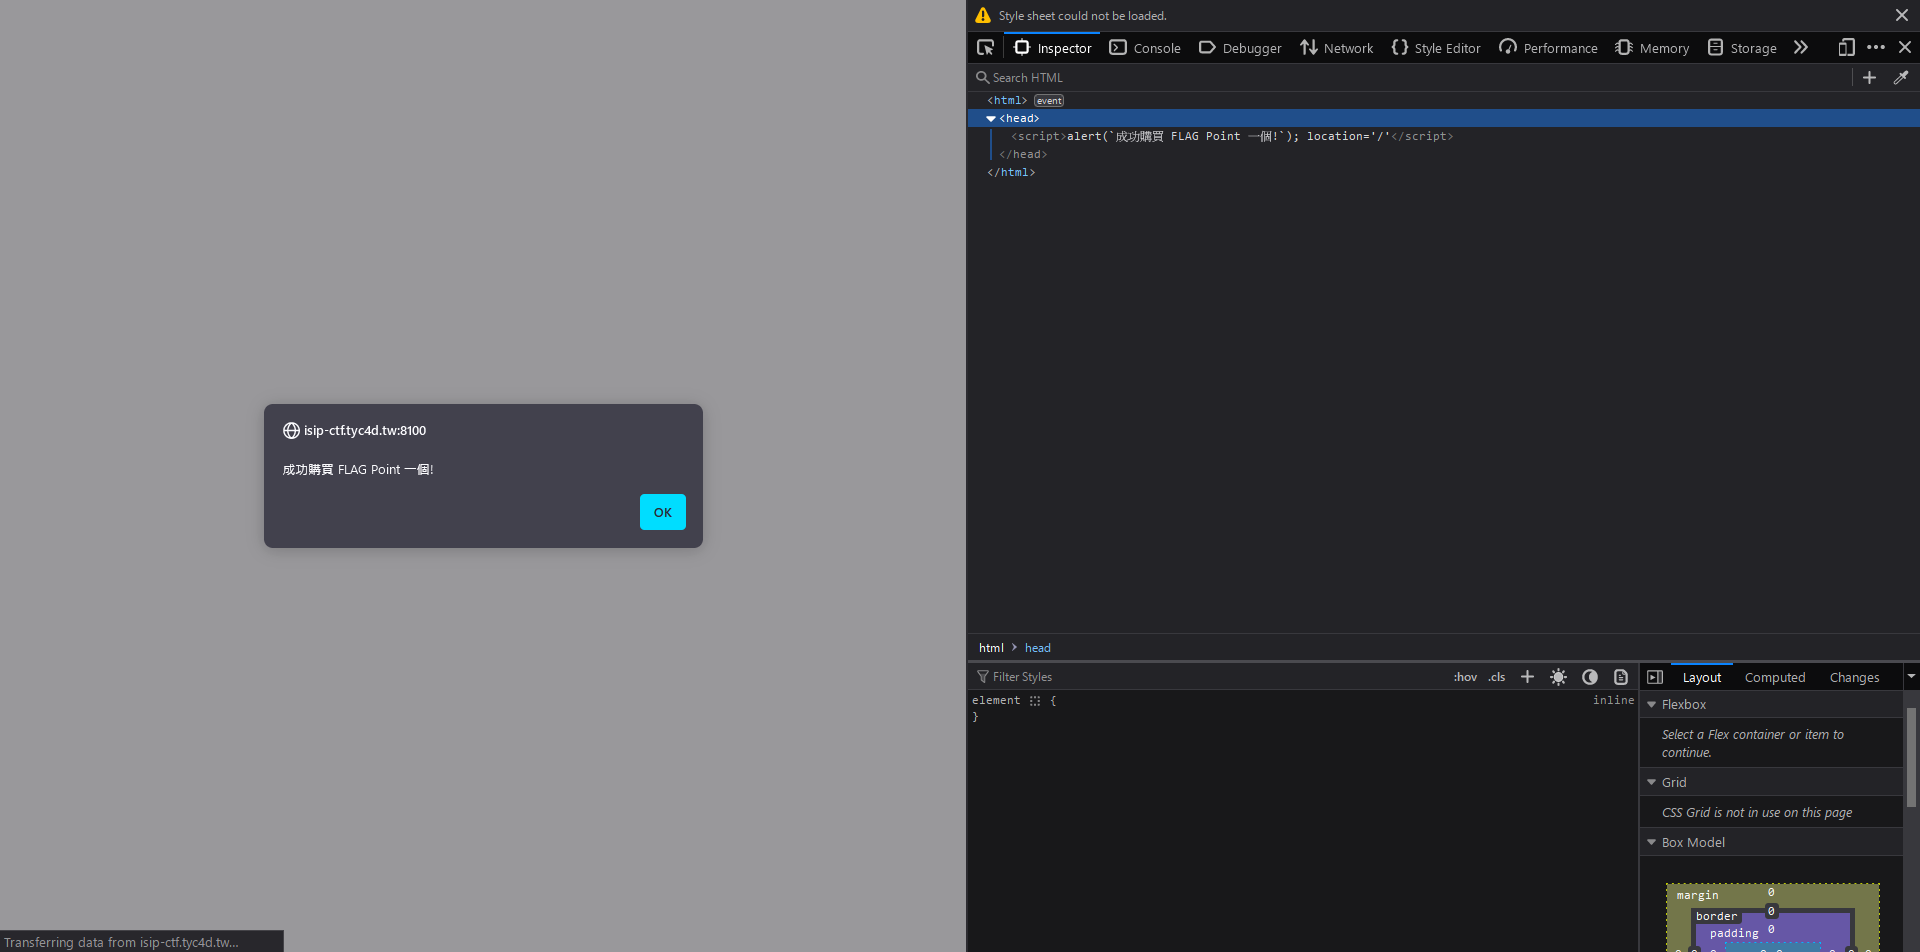 Style sheet could not be loaded.
Inspector Console Debugger Network Style Editor Performance Memory Storage
Search HTML
<html> event
<head>
<script>alert(`成功購買 FLAG Point 一個!`); location='/'</script>
</head>
</html>
isip-ctf.tyc4d.tw:8100
成功購買 FLAG Point 一個!
OK
html head
Filter Styles :hov .cls
element { inline
}
Layout Computed Changes
Flexbox
Select a Flex container or item to
continue.
Grid
CSS Grid is not in use on this page
Box Model
margin 0
border 0
padding 0
Transferring data from isip-ctf.tyc4d.tw...